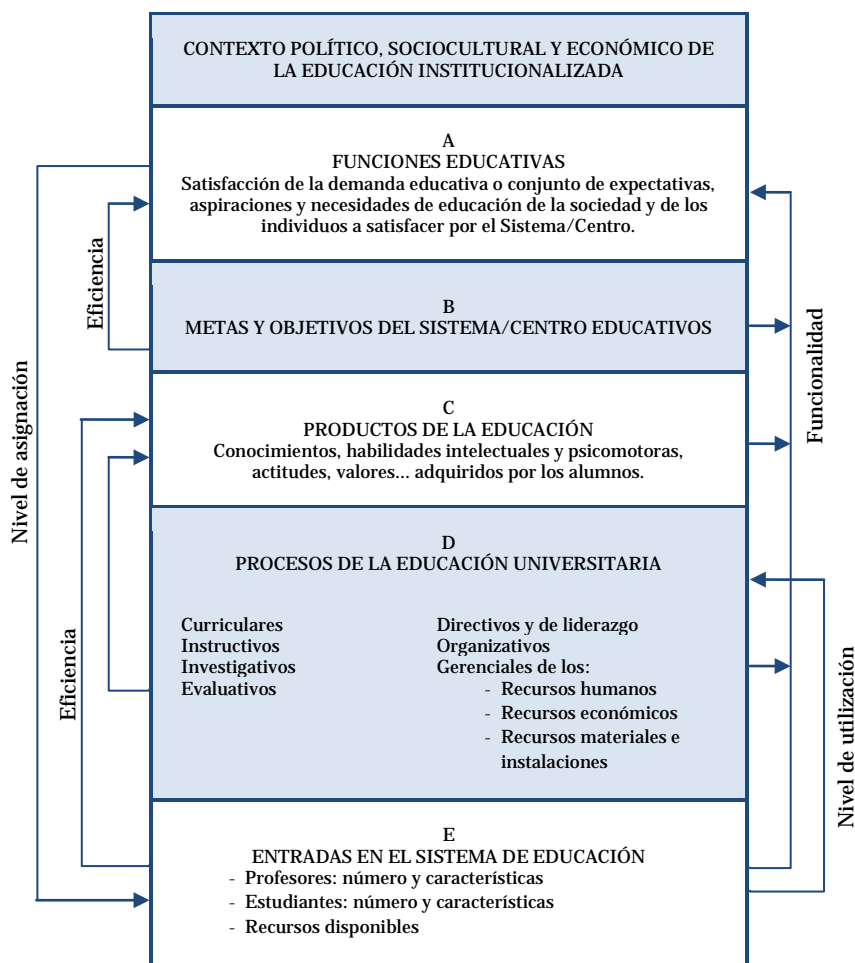 CONTEXTO POLÍTICO, SOCIOCULTURAL Y ECONÓMICO DE
LA EDUCACIÓN INSTITUCIONALIZADA
A
FUNCIONES EDUCATIVAS
Satisfacción de la demanda educativa o conjunto de expectativas,
aspiraciones y necesidades de educación de la sociedad y de los
individuos a satisfacer por el Sistema/Centro.
Eficiencia
B
METAS Y OBJETIVOS DEL SISTEMA/CENTRO EDUCATIVOS
Funcionalidad
Nivel de asignación
C
PRODUCTOS DE LA EDUCACIÓN
Conocimientos, habilidades intelectuales y psicomotoras,
actitudes, valores... adquiridos por los alumnos.
D
PROCESOS DE LA EDUCACIÓN UNIVERSITARIA
Curriculares
Instructivos
Investigativos
Evaluativos
Directivos y de liderazgo
Organizativos
Gerenciales de los:
- Recursos humanos
- Recursos económicos
- Recursos materiales e
instalaciones
Eficiencia
Nivel de utilización
E
ENTRADAS EN EL SISTEMA DE EDUCACIÓN
- Profesores: número y características
- Estudiantes: número y características
- Recursos disponibles